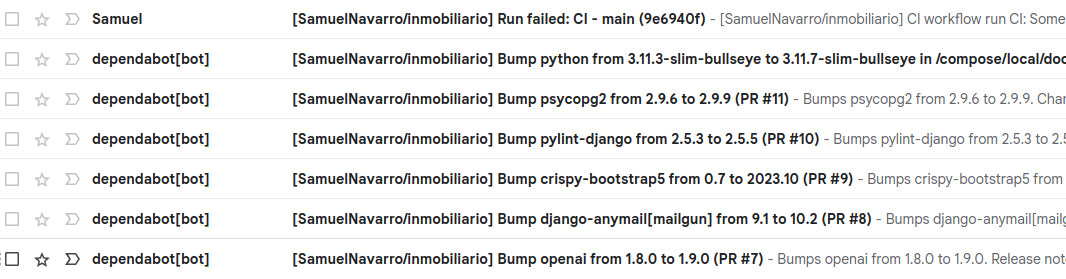 Samuel [SamuelNavarro/inmobiliario] Run failed: CI - main (9e6940f) - [SamuelNavarro/inmobiliario] CI workflow run CI: Some
dependabot[bot] [SamuelNavarro/inmobiliario] Bump python from 3.11.3-slim-bullseye to 3.11.7-slim-bullseye in /compose/local/doc
dependabot[bot] [SamuelNavarro/inmobiliario] Bump psycopg2 from 2.9.6 to 2.9.9 (PR #11) - Bumps psycopg2 from 2.9.6 to 2.9.9. Chan
dependabot[bot] [SamuelNavarro/inmobiliario] Bump pylint-django from 2.5.3 to 2.5.5 (PR #10) - Bumps pylint-django from 2.5.3 to 2.5
dependabot[bot] [SamuelNavarro/inmobiliario] Bump crispy-bootstrap5 from 0.7 to 2023.10 (PR #9) - Bumps crispy-bootstrap5 from
dependabot[bot] [SamuelNavarro/inmobiliario] Bump django-anymail[mailgun] from 9.1 to 10.2 (PR #8) - Bumps django-anymail[mailg
dependabot[bot] [SamuelNavarro/inmobiliario] Bump openai from 1.8.0 to 1.9.0 (PR #7) - Bumps openai from 1.8.0 to 1.9.0. Release not